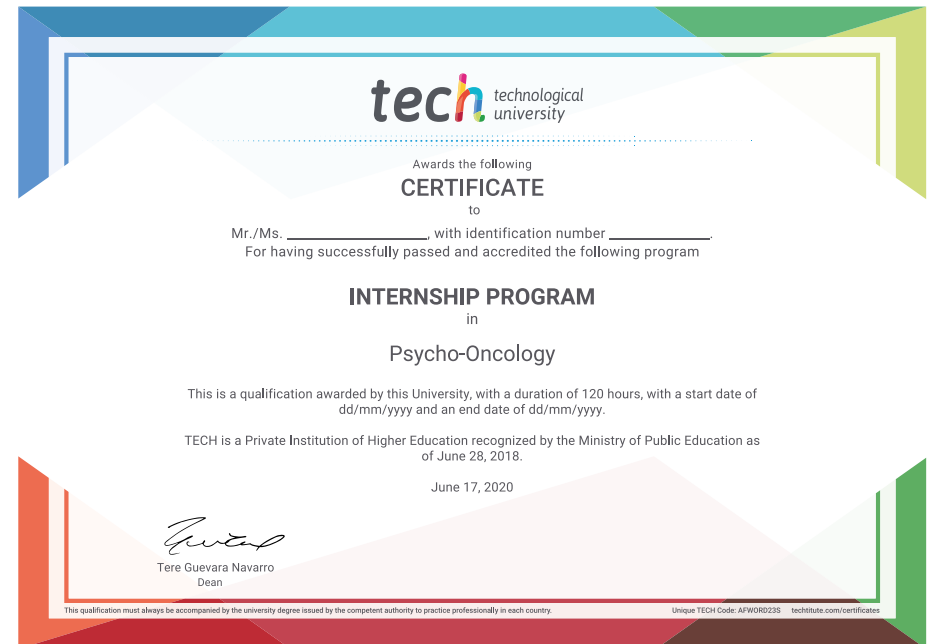 tech technological
university
Awards the following
CERTIFICATE
to
Mr./Ms. ____________, with identification number ____________.
For having successfully passed and accredited the following program
INTERNSHIP PROGRAM
in
Psycho-Oncology
This is a qualification awarded by this University, with a duration of 120 hours, with a start date of
dd/mm/yyyy and an end date of dd/mm/yyyy.
TECH is a Private Institution of Higher Education recognized by the Ministry of Public Education as
of June 28, 2018.
June 17, 2020
Tere Guevara Navarro
Dean
This qualification must always be accompanied by the university degree issued by the competent authority to practice professionally in each country. Unique TECH Code: AFWORD23S techtitute.com/certificates